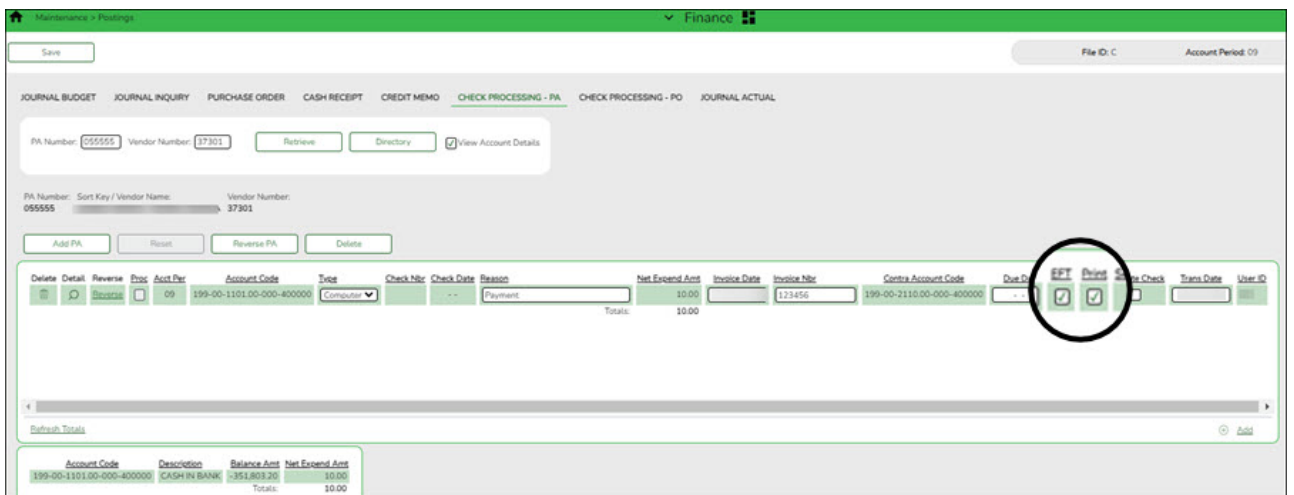 Maintenance > Postings Finance
Save File ID: C Account Period: 09
JOURNAL BUDGET JOURNAL INQUIRY PURCHASE ORDER CASH RECEIPT CREDIT MEMO CHECK PROCESSING - PA CHECK PROCESSING - PO JOURNAL ACTUAL
PA Number: 055555 Vendor Number: 37301 Retrieve Directory View Account Details
PA Number: Sort Key / Vendor Name: Vendor Number:
055555 37301
Add PA Reset Reverse PA Delete
Delete Detail Reverse Proc Acct Per Account Code Type Check Nbr Check Date Reason Net Expend Amt Invoice Date Invoice Nbr Contra Account Code Due D EFT Print te Check Trans Date User ID
Reverse 09 199-00-1101.00-000-400000 Computer -- Payment 10.00 123456 199-00-2110.00-000-400000 - -
Totals: 10.00
Refresh Totals Add
Account Code Description Balance Amt Net Expend Amt
199-00-1101.00-000-400000 CASH IN BANK -351,803.20 10.00
Totals: 10.00